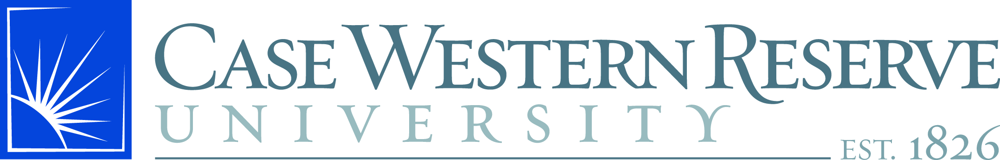 CASE WESTERN RESERVE
UNIVERSITY
EST. 1826